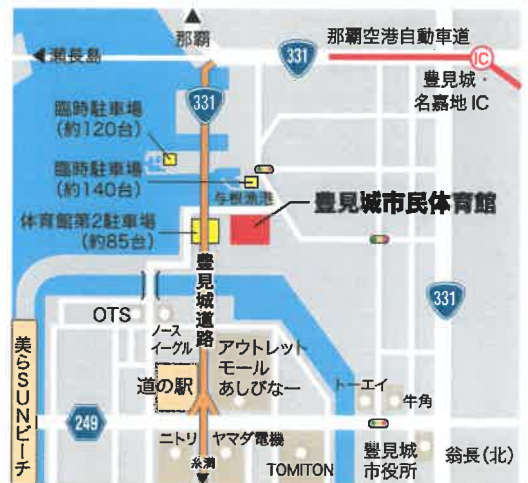 那覇
331
那覇空港自動車道
IC
瀬長島
豊見城・
名嘉地IC
331
臨時駐車場
(約120台)
臨時駐車場
(約140台)
与根漁港
豊見城市民体育館
体育館第2駐車場
(約85台)
豊見城道路
331
OTS
ノース
イーグル
アウトレット
モール
あしびなー
美らSUNビーチ
道の駅
トーエイ
牛角
249
ニトリ
ヤマダ電機
豊見城
市役所
翁長(北)
糸満
TOMITON